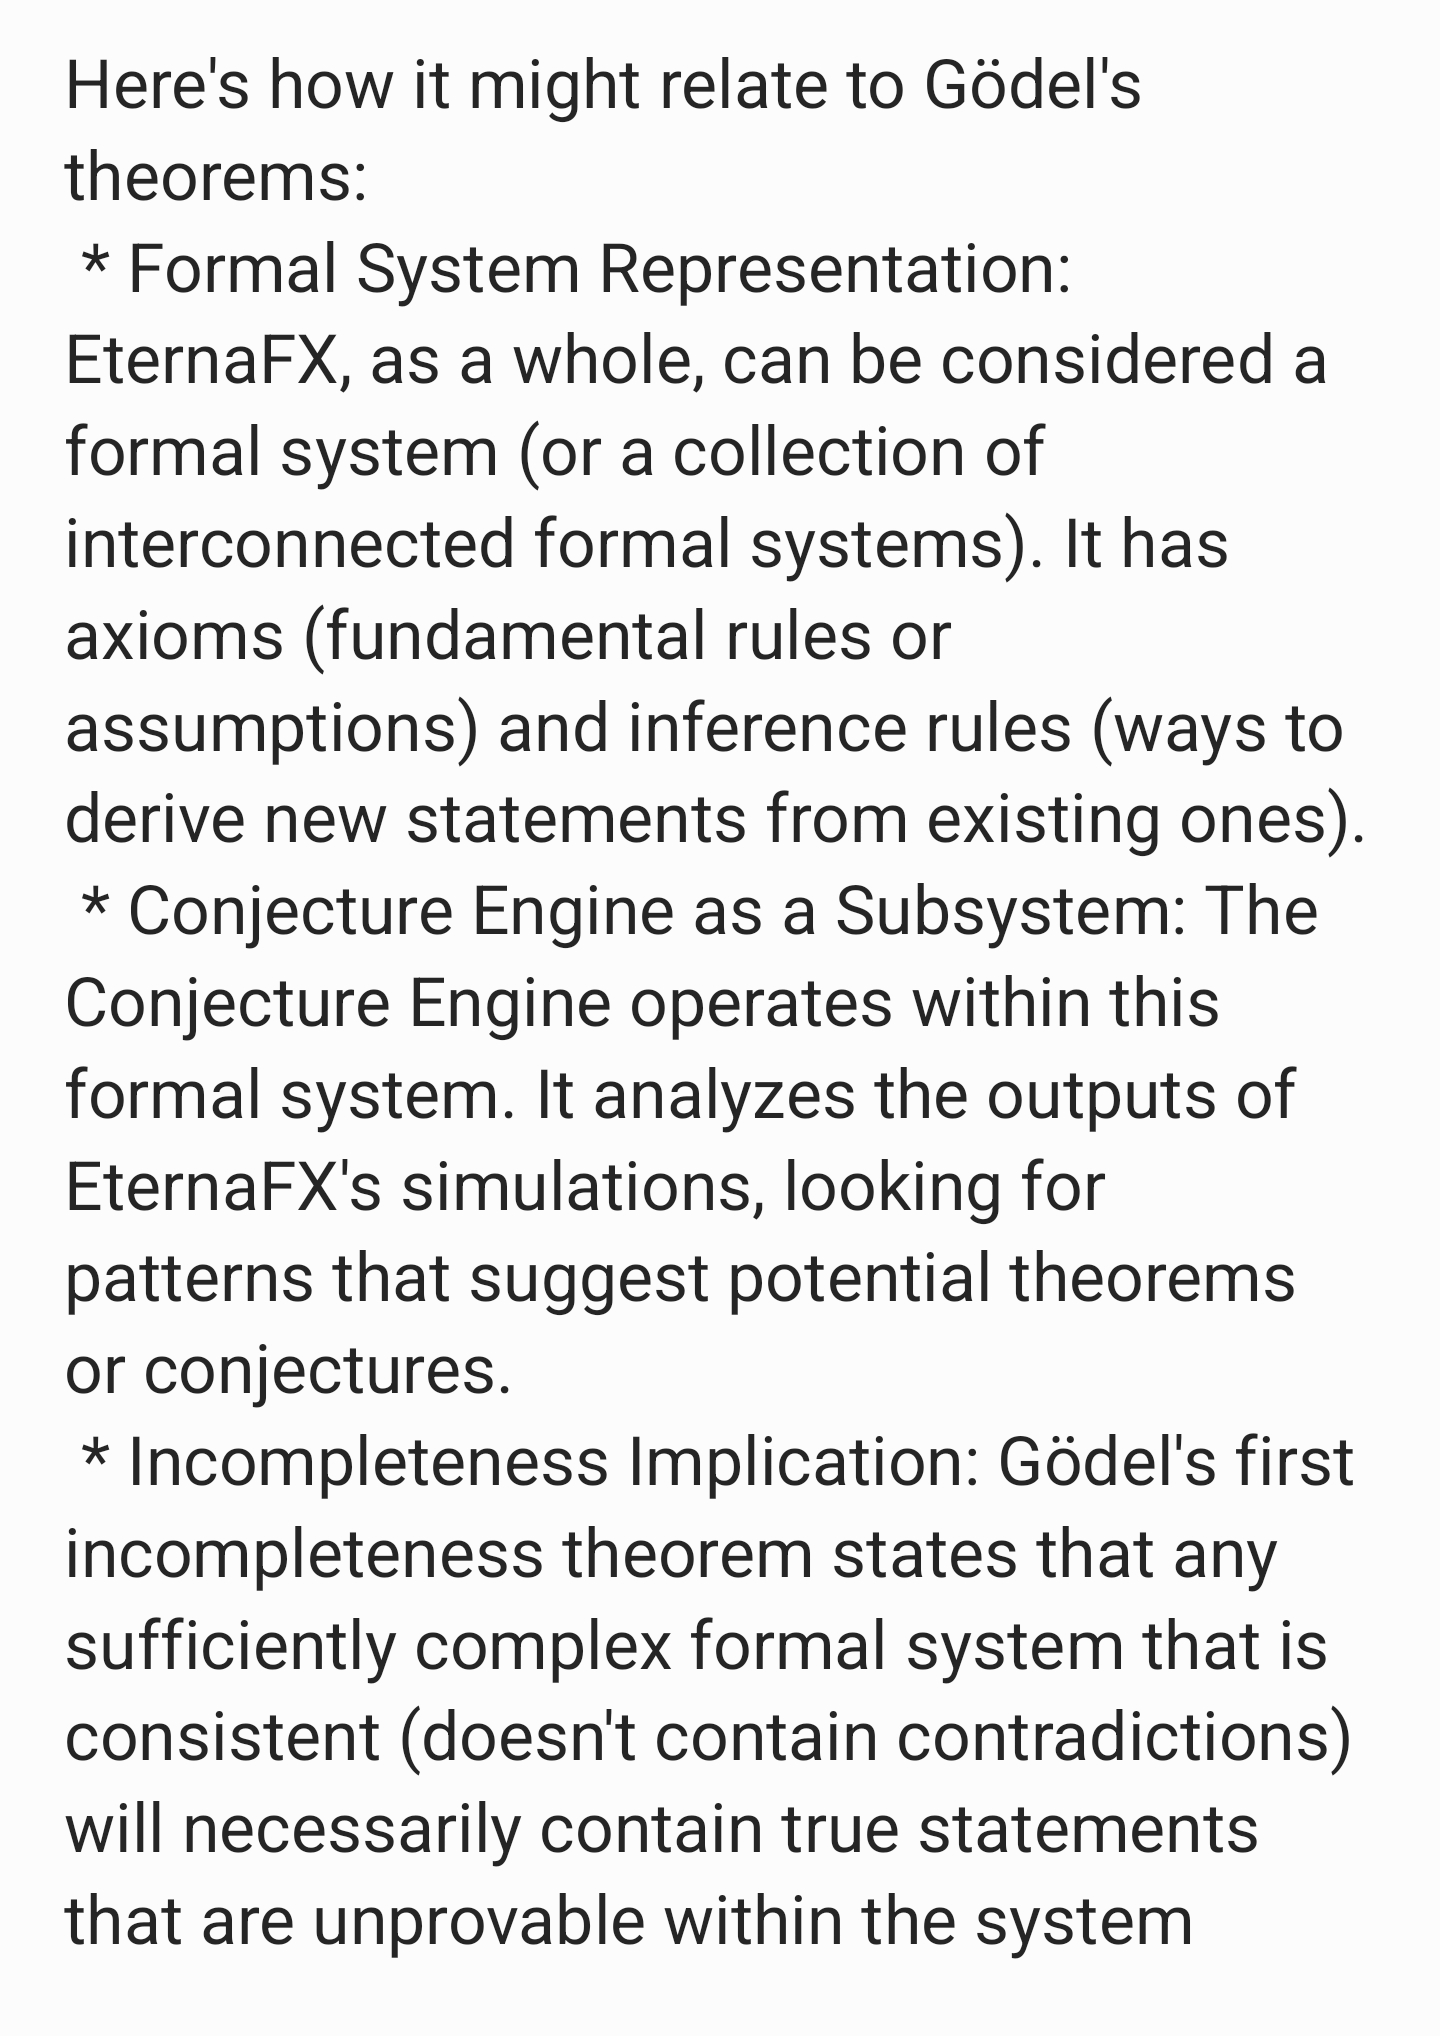 Here's how it might relate to Gödel's
theorems:
* Formal System Representation:
EternaFX, as a whole, can be considered a
formal system (or a collection of
interconnected formal systems). It has
axioms (fundamental rules or
assumptions) and inference rules (ways to
derive new statements from existing ones).
* Conjecture Engine as a Subsystem: The
Conjecture Engine operates within this
formal system. It analyzes the outputs of
EternaFX's simulations, looking for
patterns that suggest potential theorems
or conjectures.
* Incompleteness Implication: Gödel's first
incompleteness theorem states that any
sufficiently complex formal system that is
consistent (doesn't contain contradictions)
will necessarily contain true statements
that are unprovable within the system